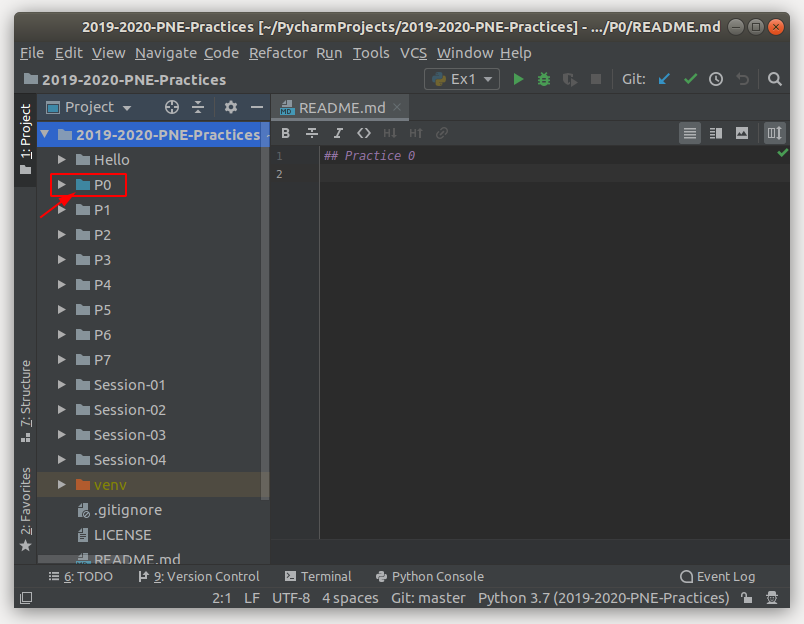 2019-2020-PNE-Practices [~/PycharmProjects/2019-2020-PNE-Practices] - .../P0/README.md
File Edit View Navigate Code Refactor Run Tools VCS Window Help
2019-2020-PNE-Practices Ex1 Git:
1: Project
Project README.md
2019-2020-PNE-Practices
Hello
P0
P1
P2
P3
P4
P5
P6
P7
Session-01
Session-02
Session-03
Session-04
venv
.gitignore
LICENSE
README.md
B I
1 ## Practice 0
2
7: Structure
2: Favorites
6: TODO 9: Version Control Terminal Python Console Event Log
2:1 LF UTF-8 4 spaces Git: master Python 3.7 (2019-2020-PNE-Practices)